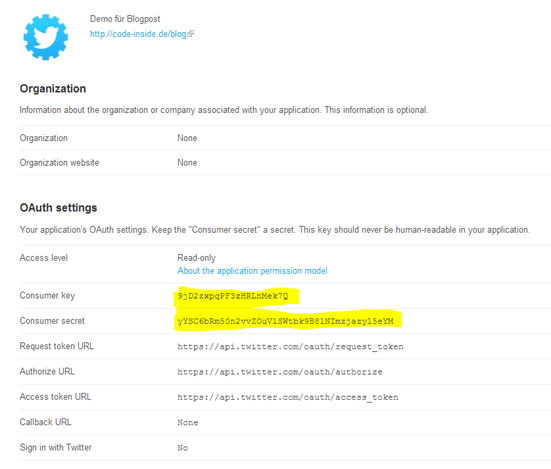 Demo für Blogpost
http://code-inside.de/blog
Organization
Information about the organization or company associated with your application. This information is optional.
Organization None
Organization website None
OAuth settings
Your application's OAuth settings. Keep the "Consumer secret" a secret. This key should never be human-readable in your application.
Access level Read-only
About the application permission model
Consumer key 9jD2zxpqPF3zHRLnMek7Q
Consumer secret
Request token URL https://api.twitter.com/oauth/request_token
Authorize URL https://api.twitter.com/oauth/authorize
Access token URL https://api.twitter.com/oauth/access_token
Callback URL None
Sign in with Twitter No